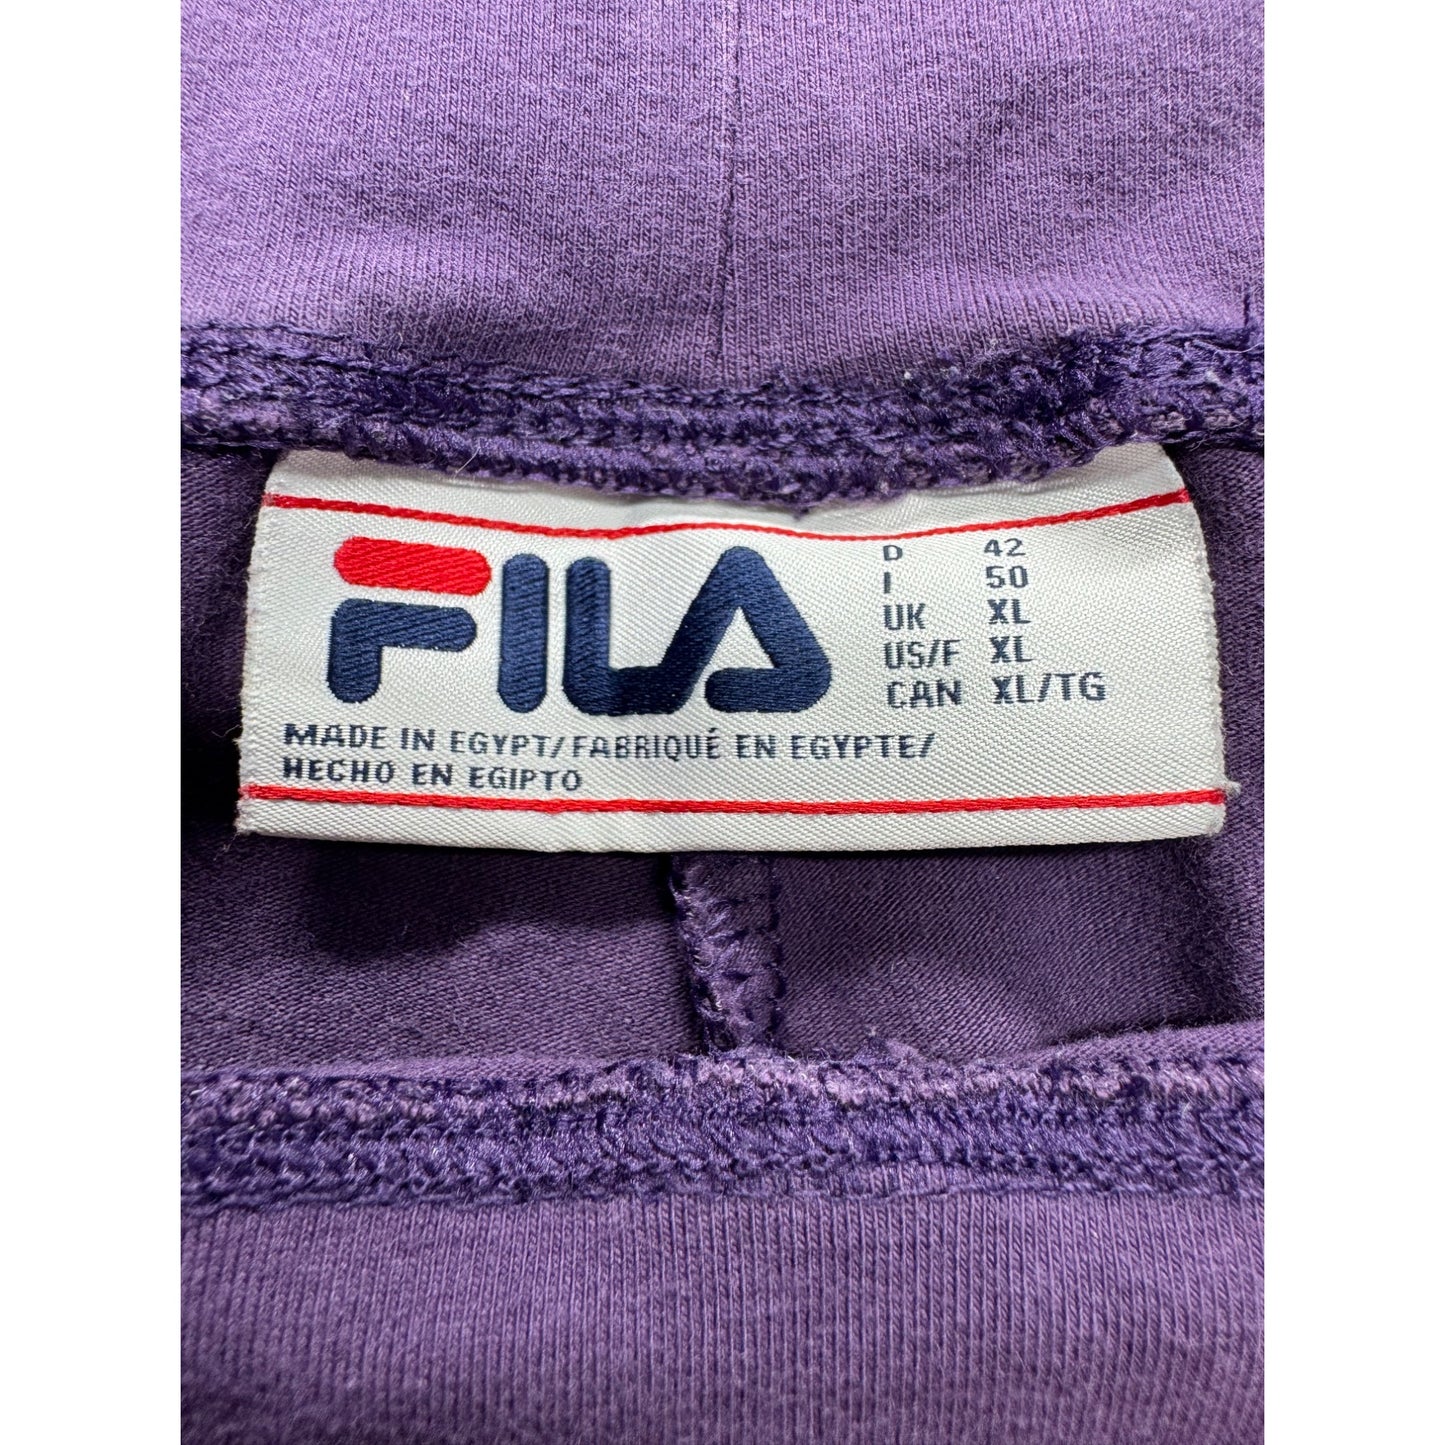 FILA
D 42
I 50
UK XL
US/F XL
CAN XL/TG
MADE IN EGYPT/FABRIQUÉ EN EGYPTE/
HECHO EN EGIPTO